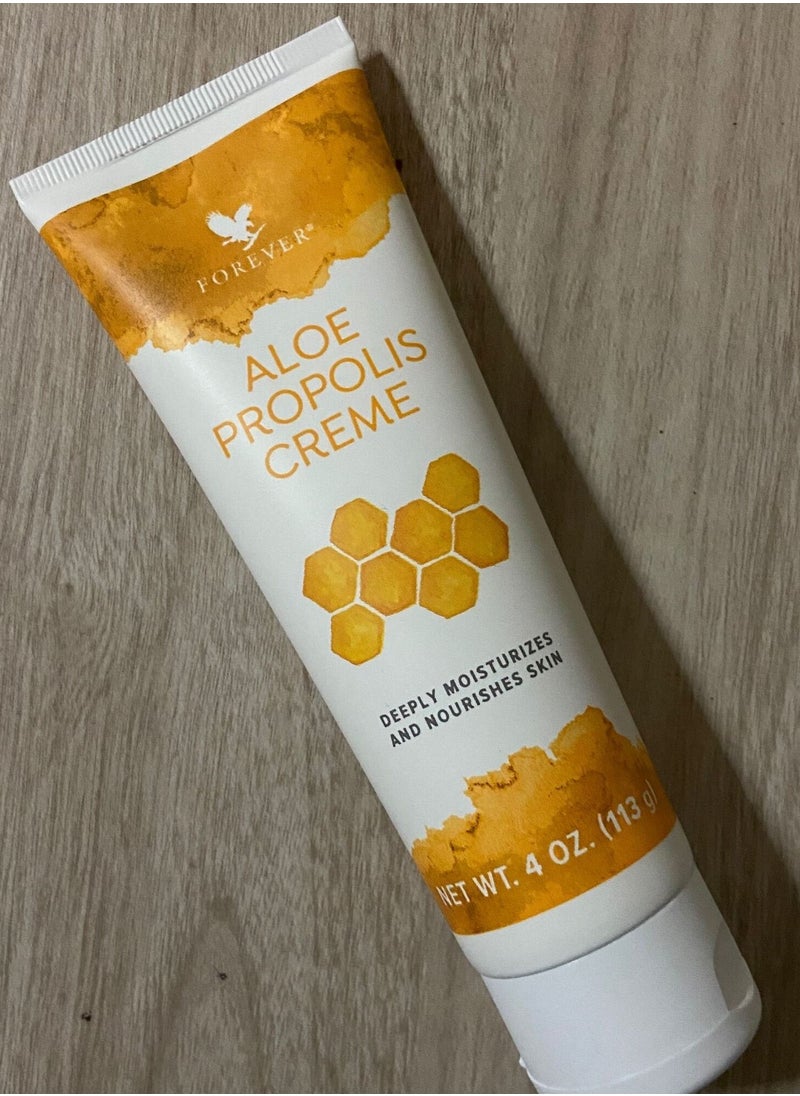 FOREVER®
ALOE
PROPOLIS
CREME
DEEPLY MOISTURIZES
AND NOURISHES SKIN
NET WT. 4 OZ. (113 g)